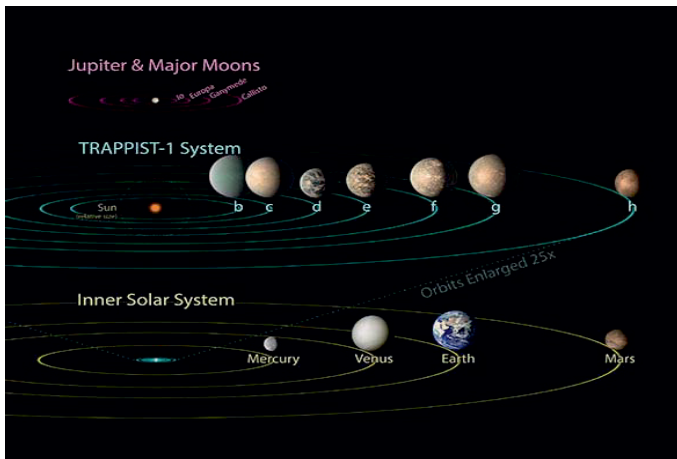 Jupiter & Major Moons
Io Europa Ganymede Callisto
TRAPPIST-1 System
Sun
(relative size)
b c d e f g h
Orbits Enlarged 25x
Inner Solar System
Mercury Venus Earth Mars